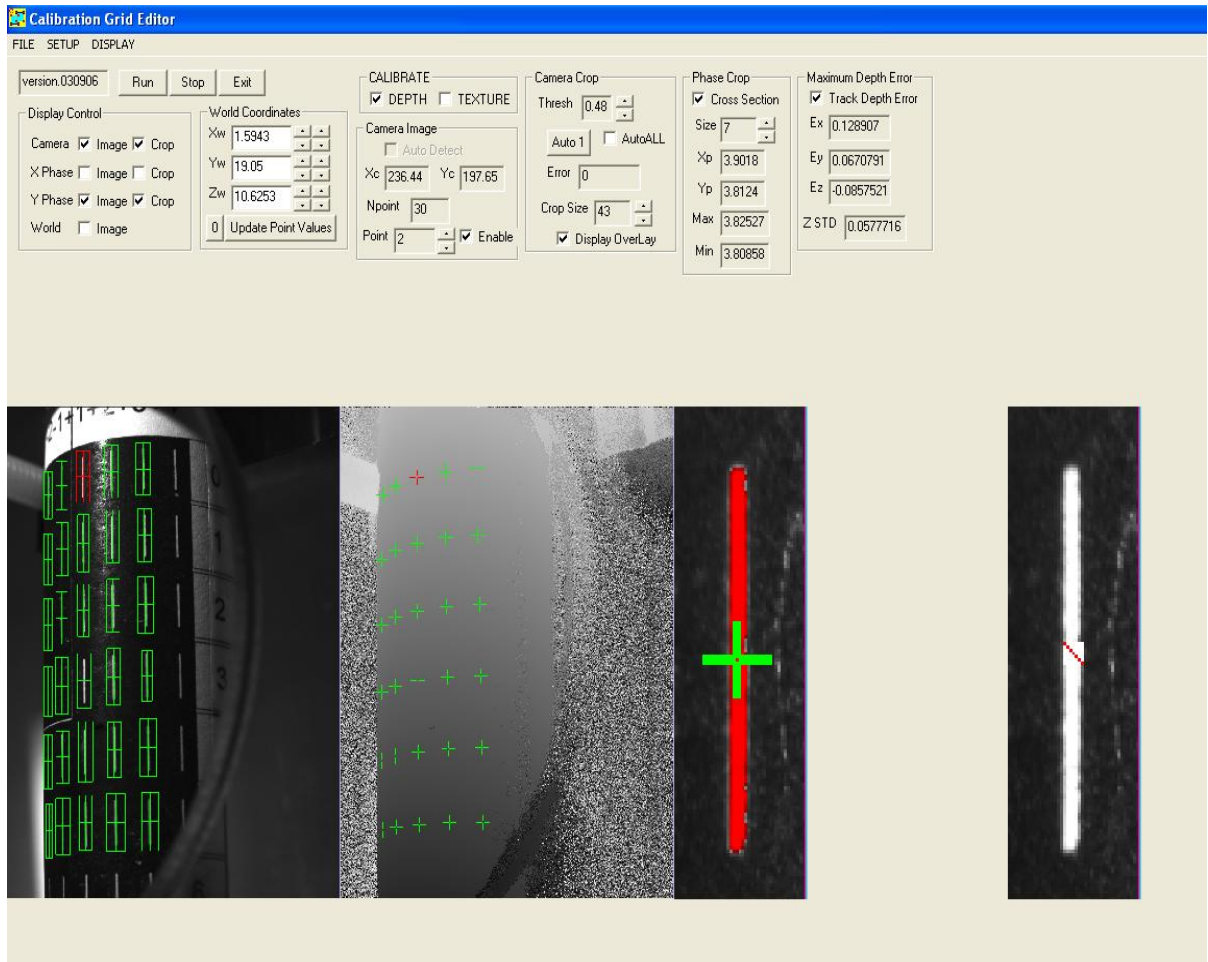 Calibration Grid Editor
FILE SETUP DISPLAY
version.030906 Run Stop Exit
Display Control
Camera Image Crop
X Phase Image Crop
Y Phase Image Crop
World Image
World Coordinates
Xw 1.5943
Yw 19.05
Zw 10.6253
0 Update Point Values
CALIBRATE
DEPTH TEXTURE
Camera Image
Auto Detect
Xc 236.44 Yc 197.65
Npoint 30
Point 2 Enable
Camera Crop
Thresh 0.48
Auto 1 AutoALL
Error 0
Crop Size 43
Display OverLay
Phase Crop
Cross Section
Size 7
Xp 3.9018
Yp 3.8124
Max 3.82527
Min 3.80858
Maximum Depth Error
Track Depth Error
Ex 0.128907
Ey 0.0670791
Ez -0.0857521
Z STD 0.0577716
0
1
2
3